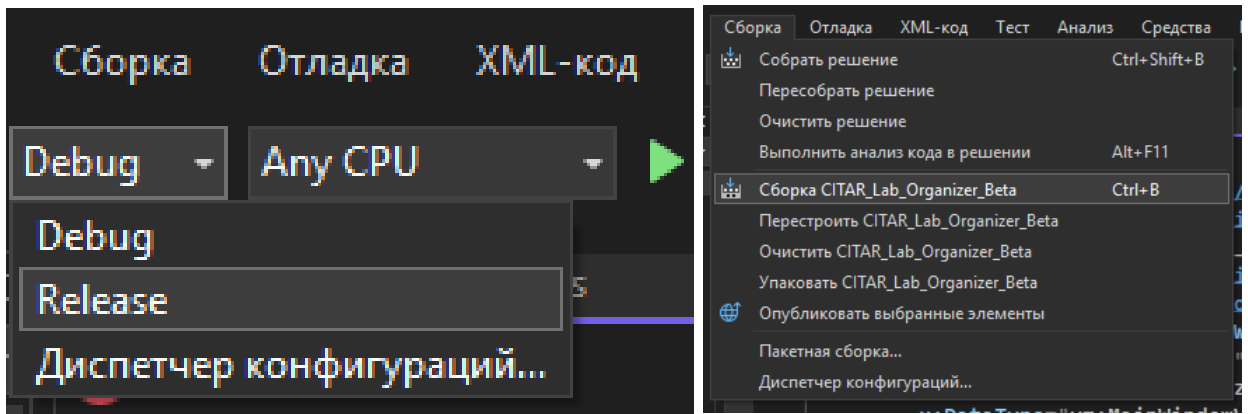 Сборка Отладка XML-код
Debug Any CPU
Debug
Release
Диспетчер конфигураций...
Сборка Отладка XML-код Тест Анализ Средства
Собрать решение Ctrl+Shift+B
Пересобрать решение
Очистить решение
Выполнить анализ кода в решении Alt+F11
Сборка CITAR_Lab_Organizer_Beta Ctrl+B
Перестроить CITAR_Lab_Organizer_Beta
Очистить CITAR_Lab_Organizer_Beta
Упаковать CITAR_Lab_Organizer_Beta
Опубликовать выбранные элементы
Пакетная сборка...
Диспетчер конфигураций...